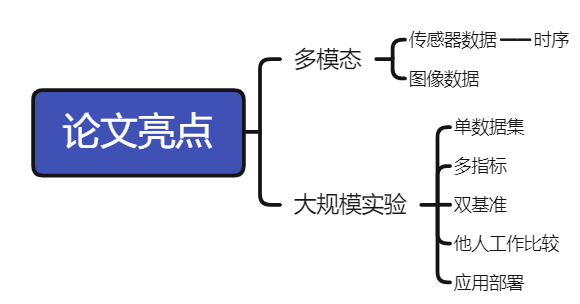 论文亮点
多模态
传感器数据
时序
图像数据
大规模实验
单数据集
多指标
双基准
他人工作比较
应用部署